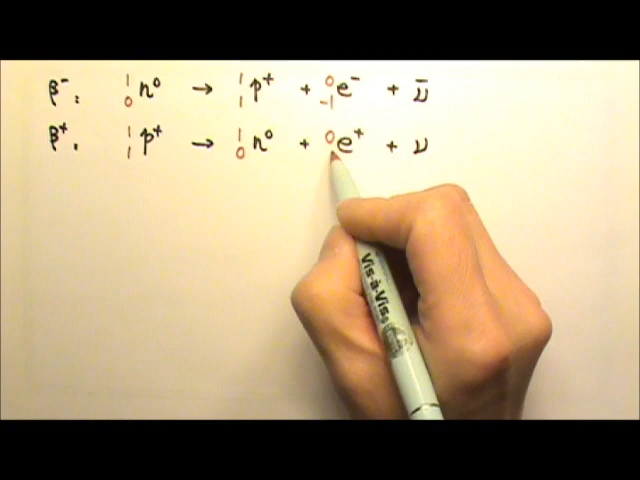 β⁻: ¹₀n⁰ → ¹₁p⁺ + ⁰₋₁e⁻ + ν̄
β⁺: ¹₁p⁺ → ¹₀n⁰ + ⁰e⁺ + ν
Vis-à-Vis®